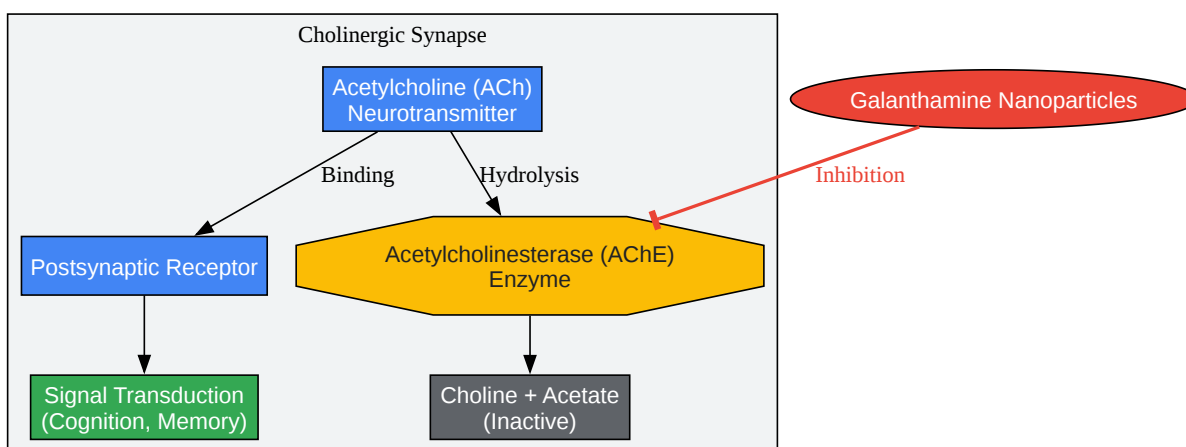 Cholinergic Synapse
Acetylcholine (ACh)
Neurotransmitter
Galanthamine Nanoparticles
Binding
Hydrolysis
Inhibition
Postsynaptic Receptor
Acetylcholinesterase (AChE)
Enzyme
Signal Transduction
(Cognition, Memory)
Choline + Acetate
(Inactive)